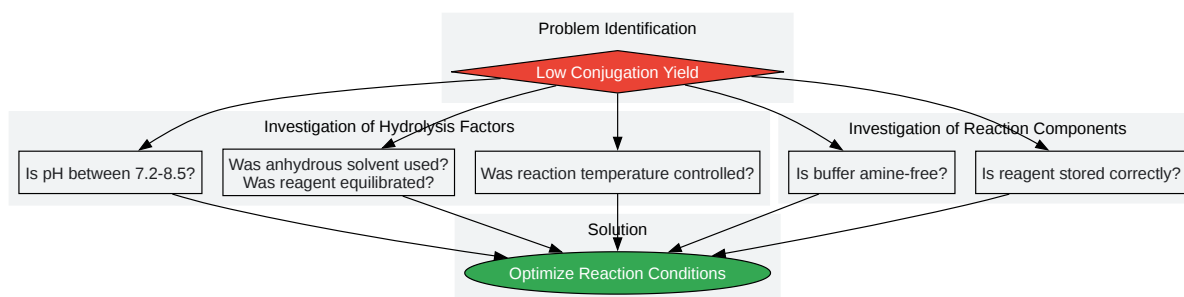 Problem Identification
Low Conjugation Yield
Investigation of Hydrolysis Factors
Investigation of Reaction Components
Is pH between 7.2-8.5?
Was anhydrous solvent used?
Was reagent equilibrated?
Was reaction temperature controlled?
Is buffer amine-free?
Is reagent stored correctly?
Solution
Optimize Reaction Conditions